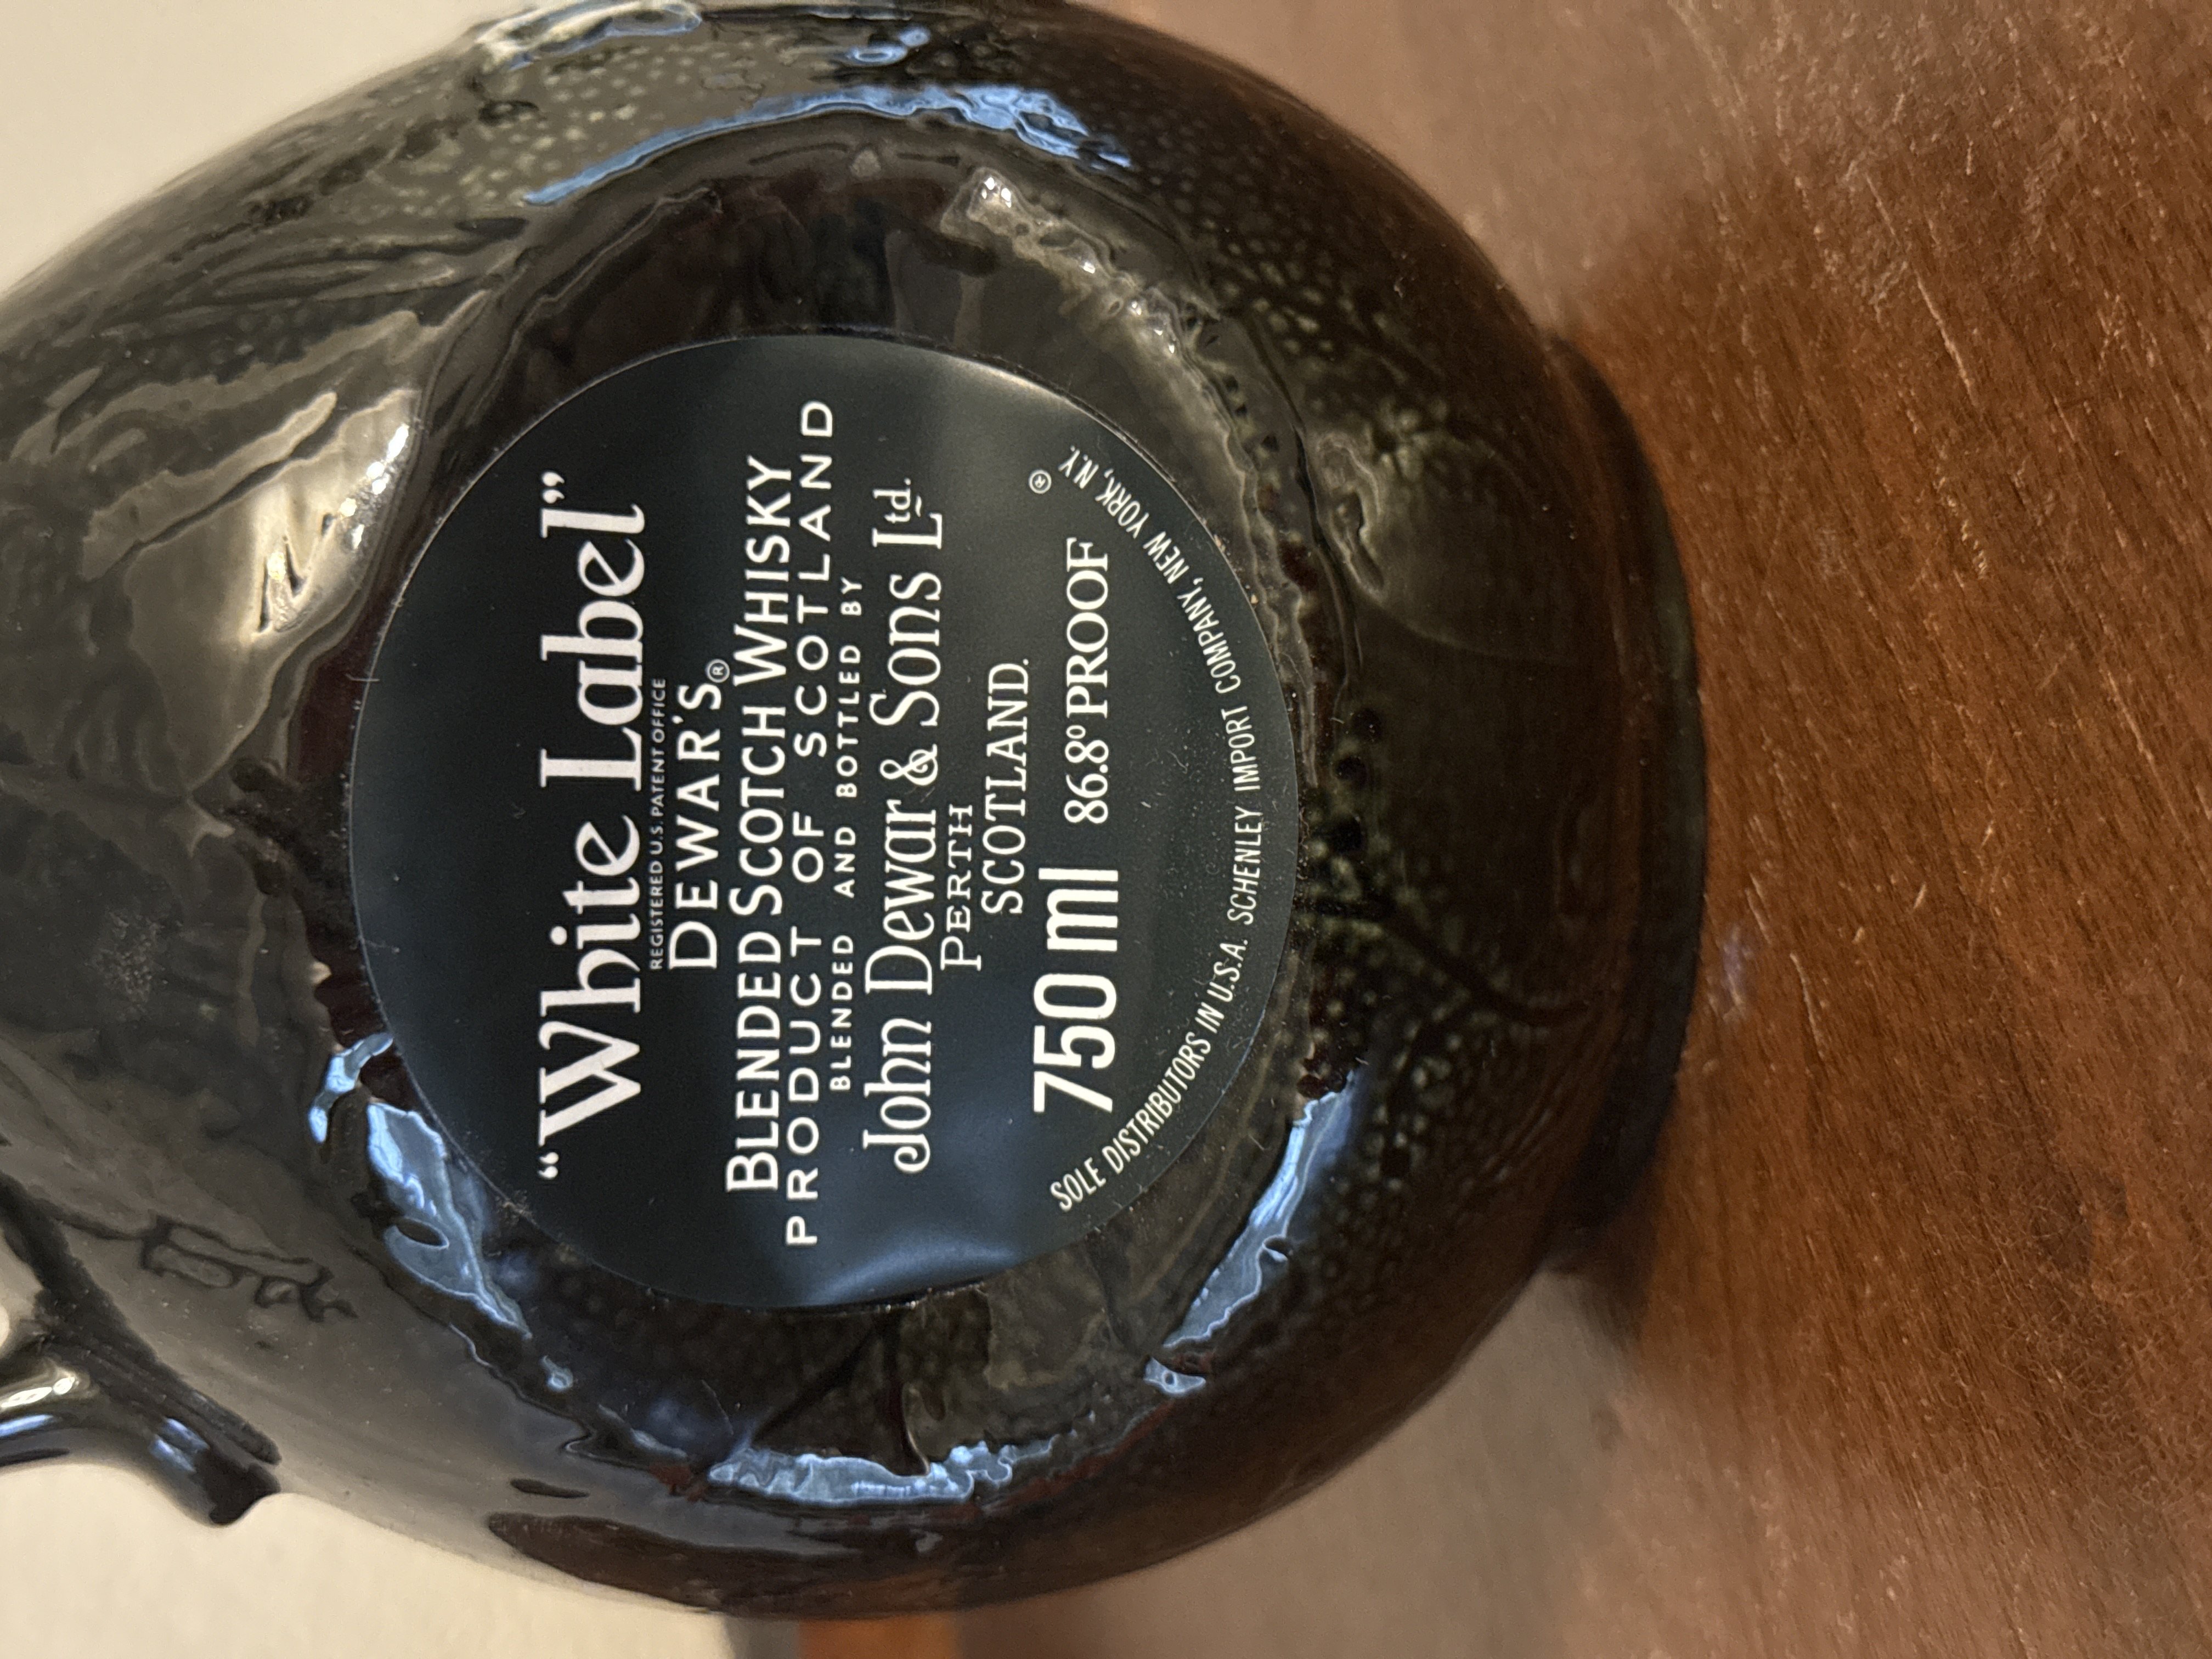 “White Label”
REGISTERED U.S. PATENT OFFICE
DEWAR'S®
BLENDED SCOTCH WHISKY
PRODUCT OF SCOTLAND
BLENDED AND BOTTLED BY
John Dewar & Sons Ltd.
PERTH
SCOTLAND.
750 ml 86.8º PROOF ®
SOLE DISTRIBUTORS IN U.S.A. SCHENLEY IMPORT COMPANY, NEW YORK, N.Y.